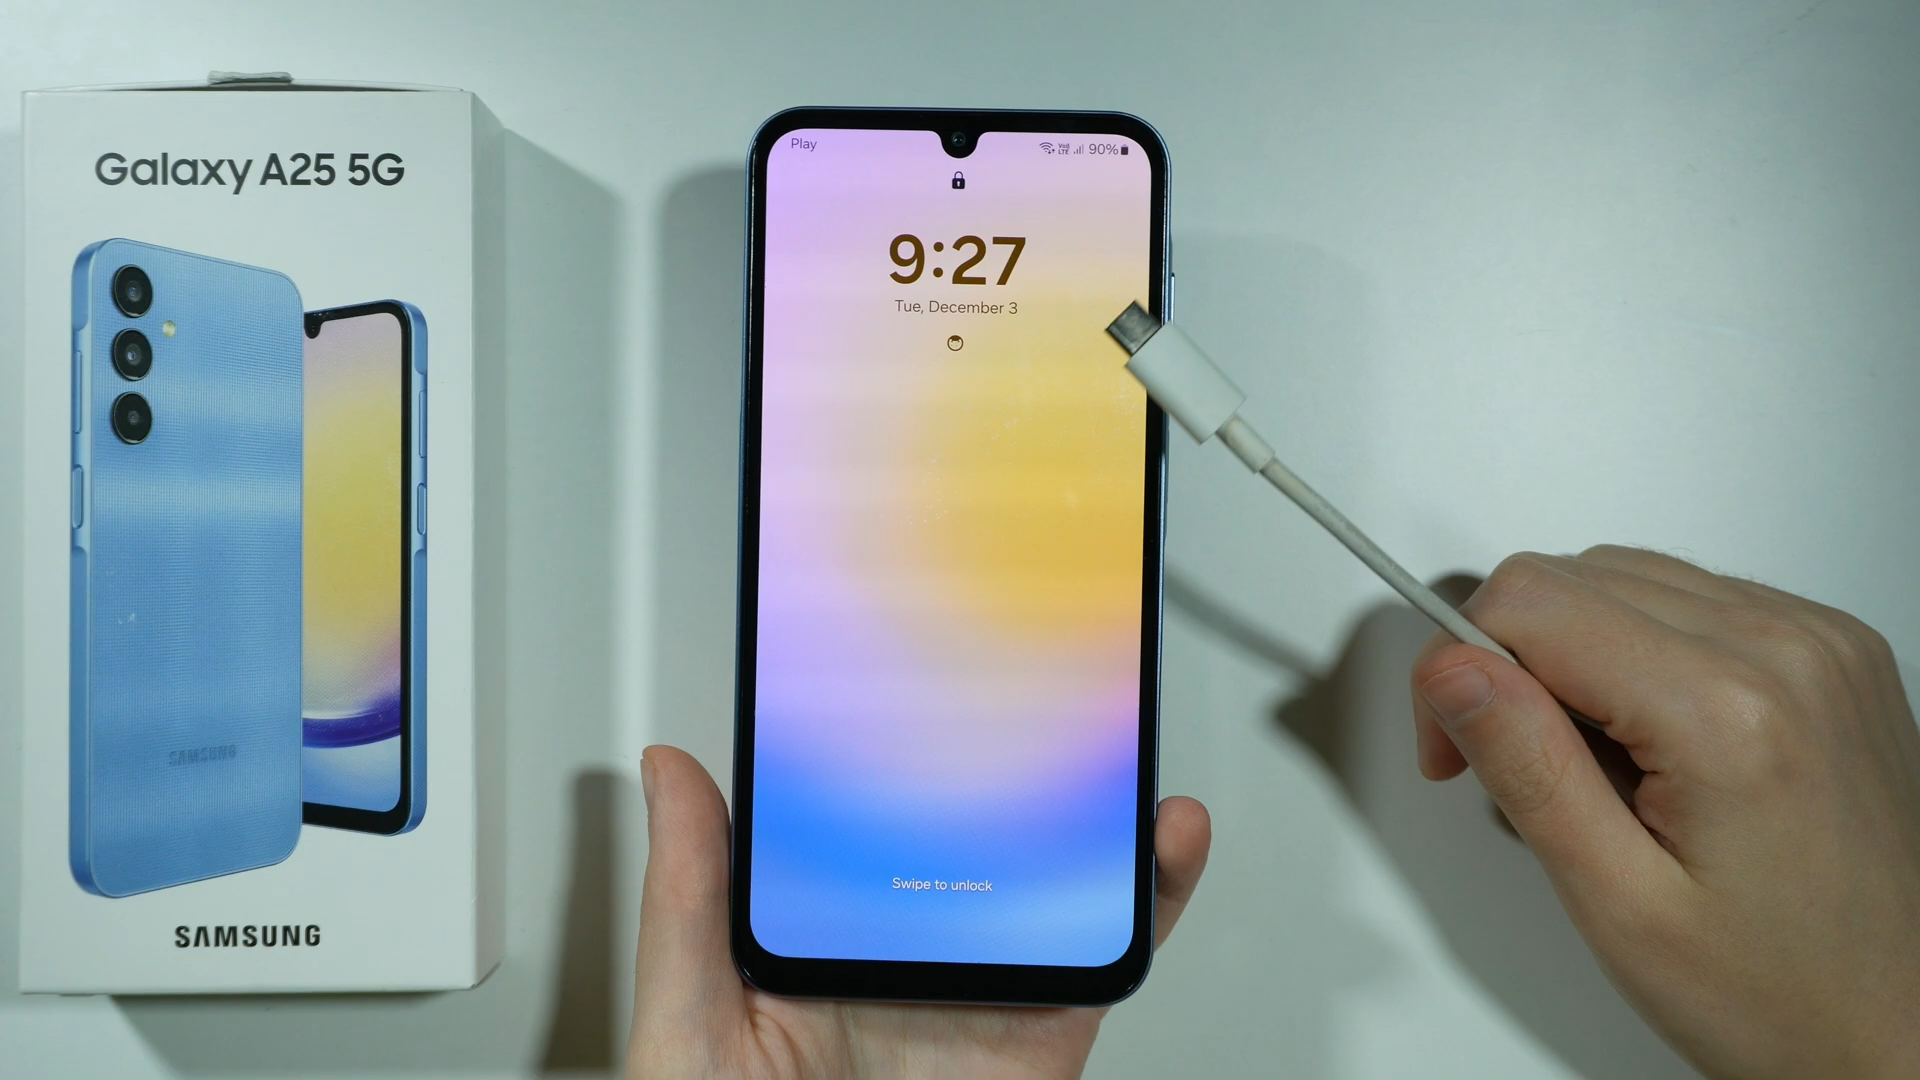 Galaxy A25 5G
SAMSUNG
SAMSUNG
Play
90%
9:27
Tue, December 3
Swipe to unlock